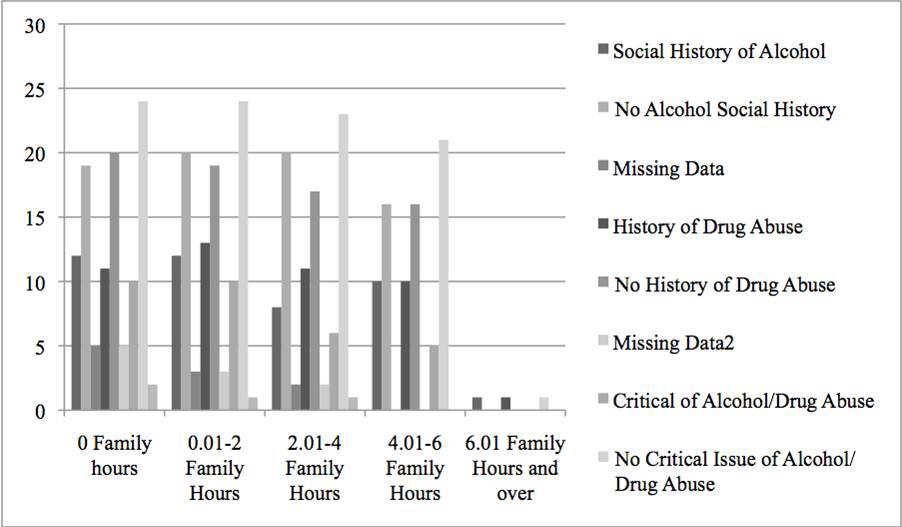 30
25
20
15
10
5
0
0 Family
hours
0.01-2
Family
Hours
2.01-4
Family
Hours
4.01-6
Family
Hours
6.01 Family
Hours and
over
Social History of Alcohol
No Alcohol Social History
Missing Data
History of Drug Abuse
No History of Drug Abuse
Missing Data2
Critical of Alcohol/Drug Abuse
No Critical Issue of Alcohol/
Drug Abuse